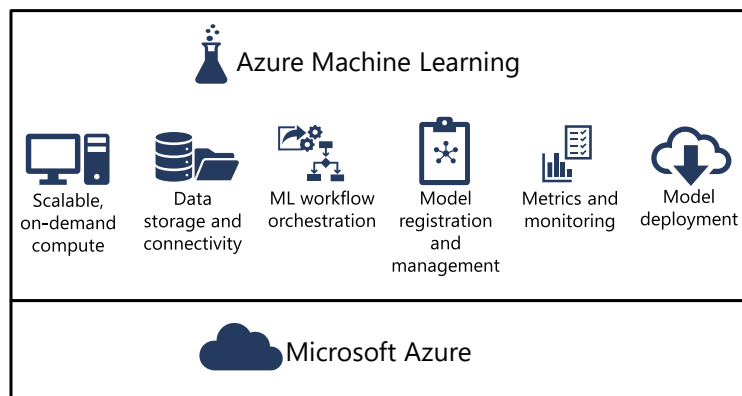 Azure Machine Learning
Scalable,
on-demand
compute
Data
storage and
connectivity
ML workflow
orchestration
Model
registration
and
management
Metrics and
monitoring
Model
deployment
Microsoft Azure